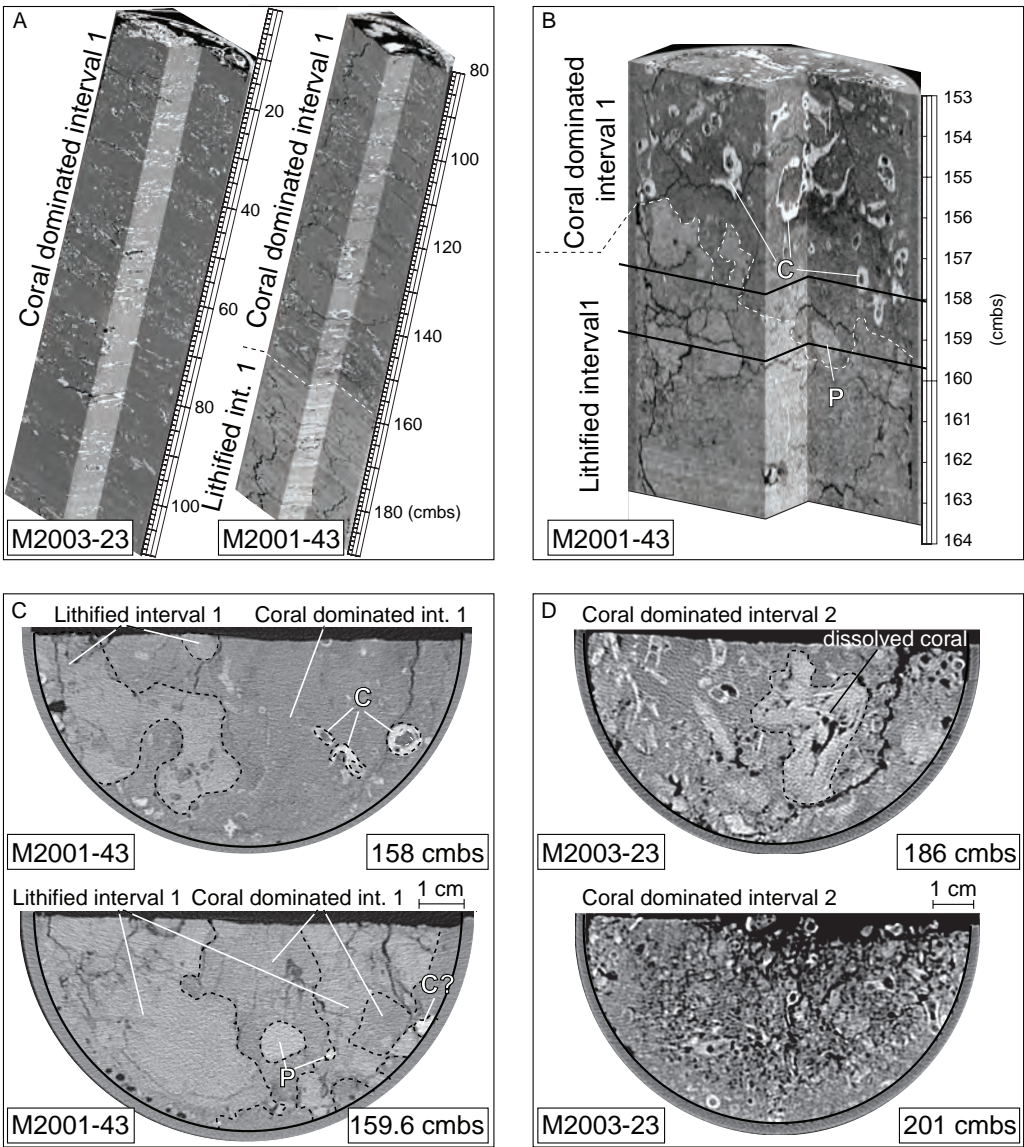 A
Coral dominated interval 1
20
40
60
80
100
M2003-23
Coral dominated interval 1
Lithified int. 1
80
100
120
140
160
180 (cmbs)
M2001-43
B
Coral dominated
interval 1
Lithified interval1
C
P
153
154
155
156
157
158
159
160
161
162
163
164
(cmbs)
M2001-43
C
Lithified interval 1
Coral dominated int. 1
C
M2001-43
158 cmbs
Lithified interval 1
Coral dominated int. 1
1 cm
C?
P
M2001-43
159.6 cmbs
D
Coral dominated interval 2
dissolved coral
M2003-23
186 cmbs
Coral dominated interval 2
1 cm
M2003-23
201 cmbs